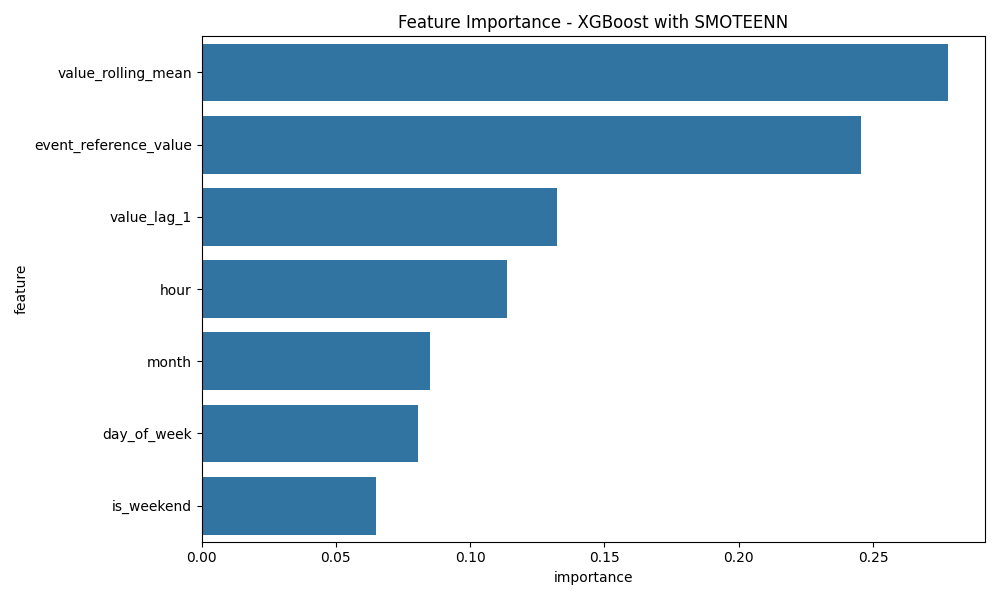 Feature Importance - XGBoost with SMOTEENN
value_rolling_mean
event_reference_value
value_lag_1
hour
month
day_of_week
is_weekend
feature
0.00 0.05 0.10 0.15 0.20 0.25
importance